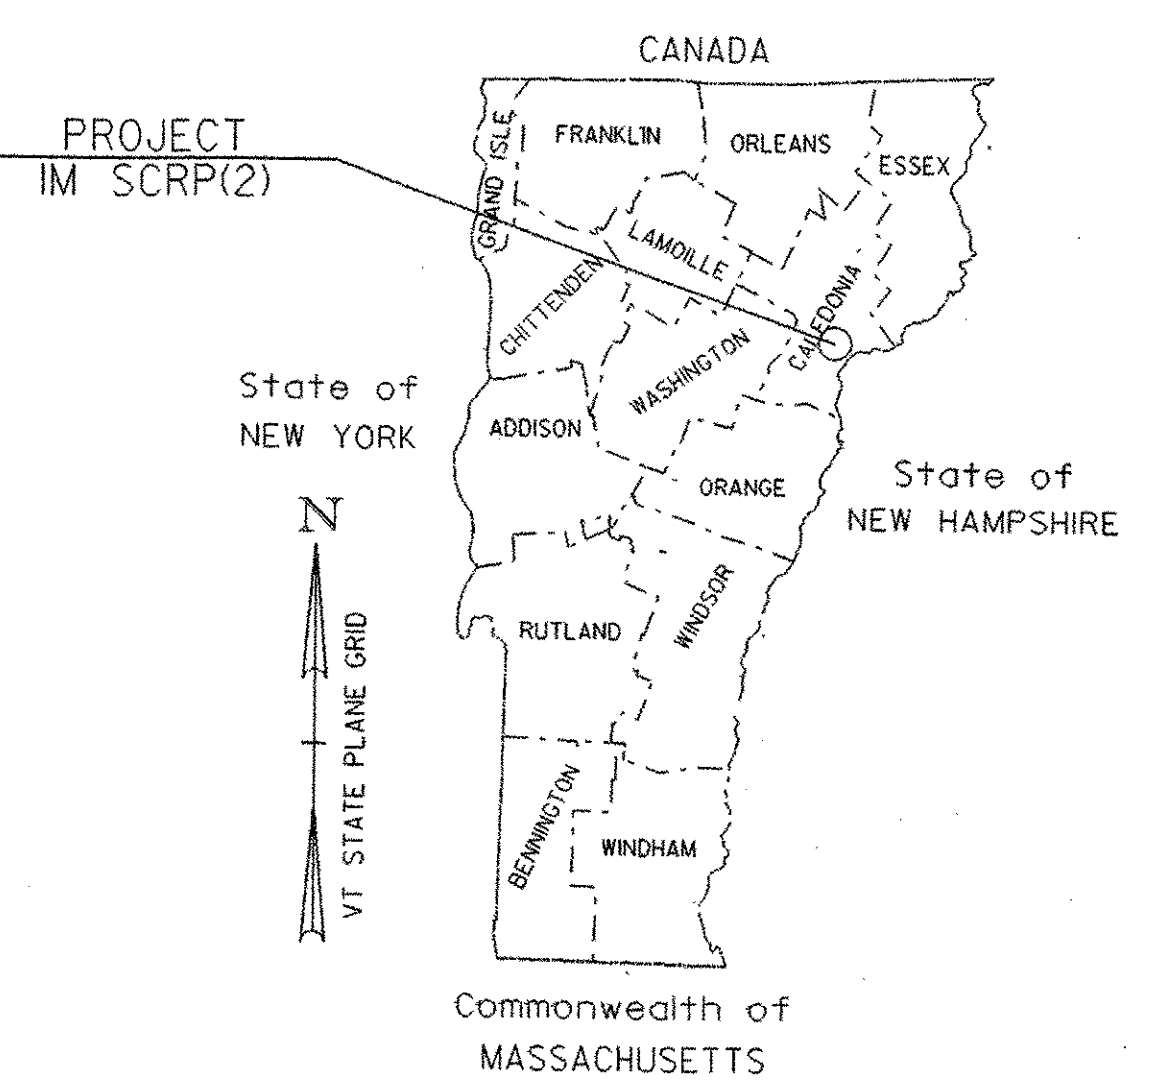 CANADA
PROJECT
IM SCRP(2)
GRAND ISLE
FRANKLIN
ORLEANS
ESSEX
LAMOILLE
CHITTENDEN
CALEDONIA
WASHINGTON
State of
NEW YORK
ADDISON
ORANGE
State of
NEW HAMPSHIRE
N
VT STATE PLANE GRID
RUTLAND
WINDSOR
BENNINGTON
WINDHAM
Commonwealth of
MASSACHUSETTS